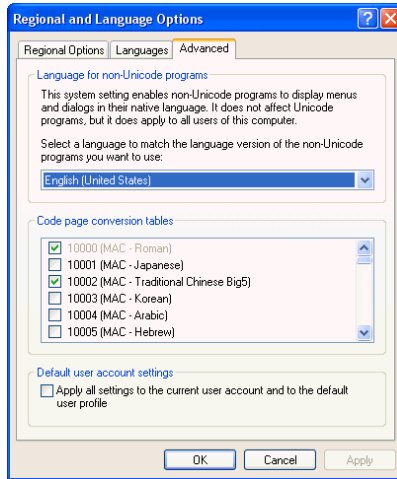 Regional and Language Options
Regional Options Languages Advanced
Language for non-Unicode programs
This system setting enables non-Unicode programs to display menus
and dialogs in their native language. It does not affect Unicode
programs, but it does apply to all users of this computer.
Select a language to match the language version of the non-Unicode
programs you want to use:
English (United States)
Code page conversion tables
10000 (MAC - Roman)
10001 (MAC - Japanese)
10002 (MAC - Traditional Chinese Big5)
10003 (MAC - Korean)
10004 (MAC - Arabic)
10005 (MAC - Hebrew)
Default user account settings
Apply all settings to the current user account and to the default
user profile
OK Cancel Apply